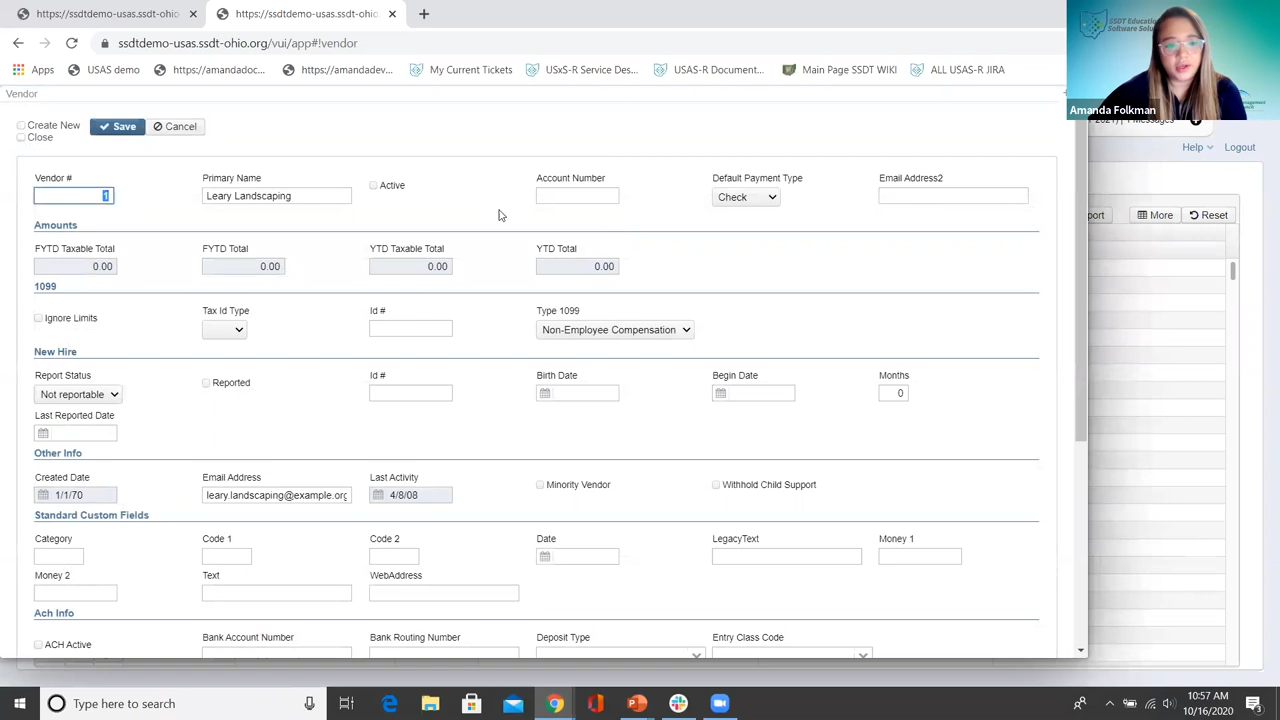 https://ssdtdemo-usas.ssdt-ohio
https://ssdtdemo-usas.ssdt-ohio
ssdtdemo-usas.ssdt-ohio.org/vui/app#!vendor
Apps
USAS demo
https://amandadoc...
https://amandadev...
My Current Tickets
USxS-R Service Des...
USAS-R Document...
Main Page SSDT WIKI
ALL USAS-R JIRA
SSDT Education
Software Solu
Amanda Folkman
Vendor
Create New
Close
Save
Cancel
Help
Logout
port
More
Reset
Vendor #
Primary Name
Active
Account Number
Default Payment Type
Email Address2
1
Leary Landscaping
Check
Amounts
FYTD Taxable Total
FYTD Total
YTD Taxable Total
YTD Total
0.00
0.00
0.00
0.00
1099
Ignore Limits
Tax Id Type
Id #
Type 1099
Non-Employee Compensation
New Hire
Report Status
Reported
Id #
Birth Date
Begin Date
Months
Not reportable
0
Last Reported Date
Other Info
Created Date
Email Address
Last Activity
Minority Vendor
Withhold Child Support
1/1/70
leary.landscaping@example.org
4/8/08
Standard Custom Fields
Category
Code 1
Code 2
Date
LegacyText
Money 1
Money 2
Text
WebAddress
Ach Info
ACH Active
Bank Account Number
Bank Routing Number
Deposit Type
Entry Class Code
Type here to search
10:57 AM
10/16/2020